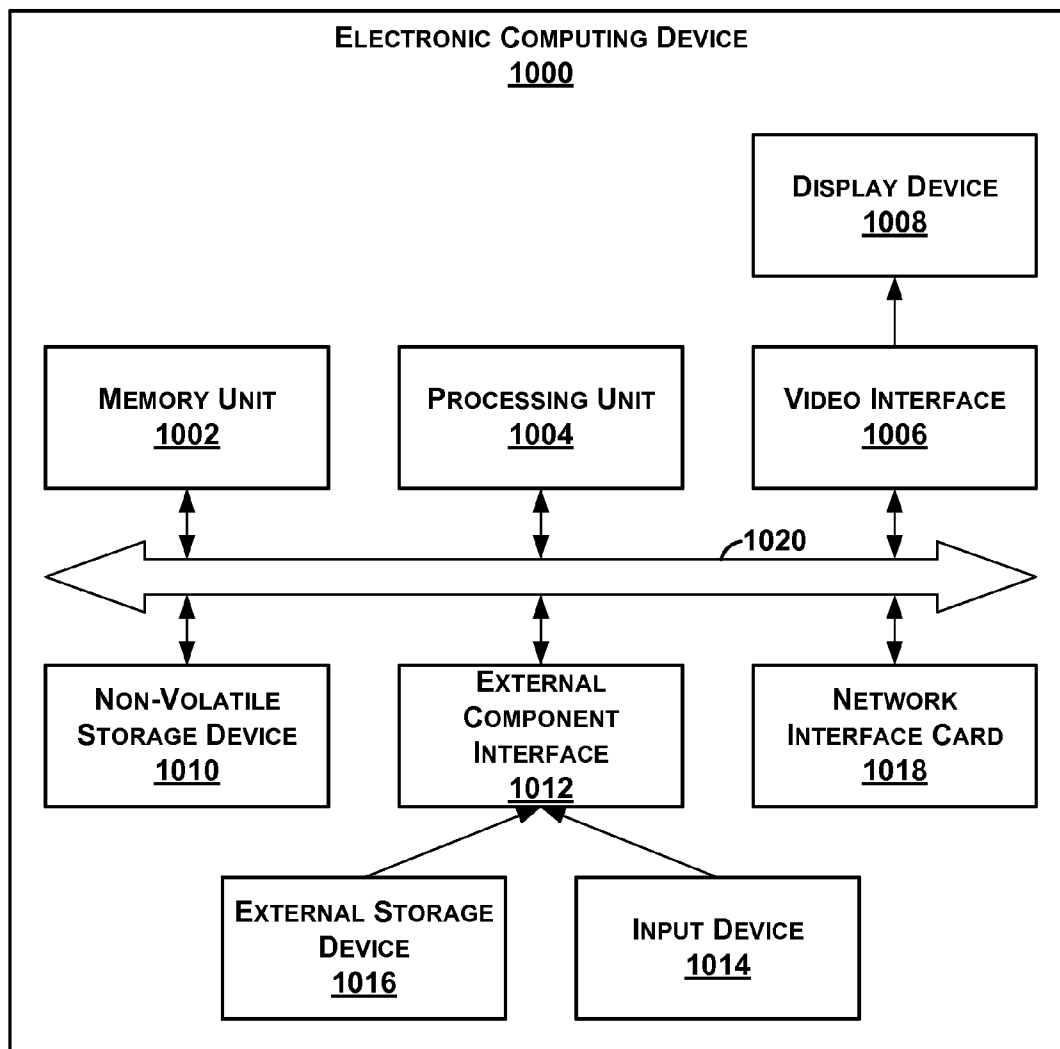 ELECTRONIC COMPUTING DEVICE
1000
DISPLAY DEVICE
1008
MEMORY UNIT
1002
PROCESSING UNIT
1004
VIDEO INTERFACE
1006
1020
NON-VOLATILE
STORAGE DEVICE
1010
EXTERNAL
COMPONENT
INTERFACE
1012
NETWORK
INTERFACE CARD
1018
EXTERNAL STORAGE
DEVICE
1016
INPUT DEVICE
1014